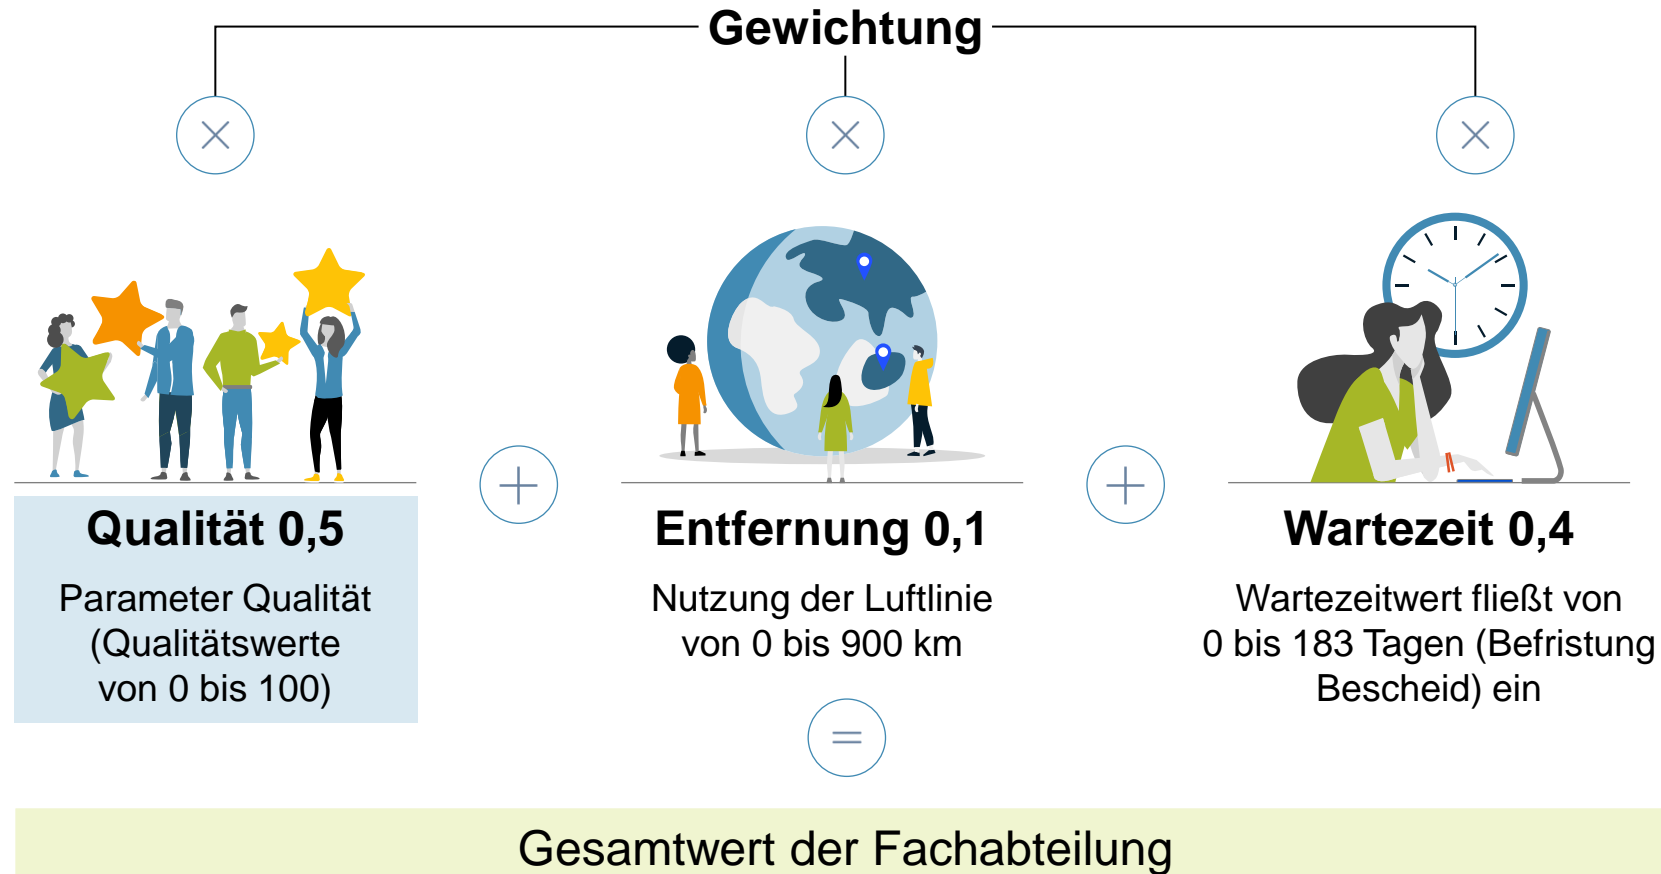 Gewichtung
Qualität 0,5
Parameter Qualität
(Qualitätswerte
von 0 bis 100)
Entfernung 0,1
Nutzung der Luftlinie
von 0 bis 900 km
Wartezeit 0,4
Wartezeitwert fließt von
0 bis 183 Tagen (Befristung
Bescheid) ein
Gesamtwert der Fachabteilung